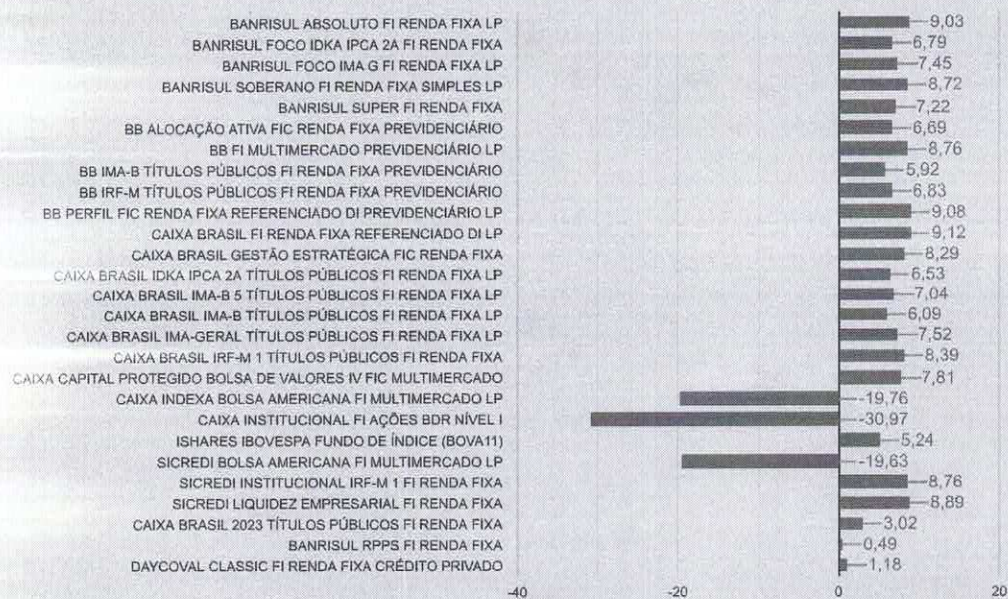 BANRISUL ABSOLUTO FI RENDA FIXA LP 9,03
BANRISUL FOCO IDKA IPCA 2A FI RENDA FIXA 6,79
BANRISUL FOCO IMA G FI RENDA FIXA LP 7,45
BANRISUL SOBERANO FI RENDA FIXA SIMPLES LP 8,72
BANRISUL SUPER FI RENDA FIXA 7,22
BB ALOCAÇÃO ATIVA FIC RENDA FIXA PREVIDENCIÁRIO 6,69
BB FI MULTIMERCADO PREVIDENCIÁRIO LP 8,76
BB IMA-B TÍTULOS PÚBLICOS FI RENDA FIXA PREVIDENCIÁRIO 5,92
BB IRF-M TÍTULOS PÚBLICOS FI RENDA FIXA PREVIDENCIÁRIO 6,83
BB PERFIL FIC RENDA FIXA REFERENCIADO DI PREVIDENCIÁRIO LP 9,08
CAIXA BRASIL FI RENDA FIXA REFERENCIADO DI LP 9,12
CAIXA BRASIL GESTÃO ESTRATÉGICA FIC RENDA FIXA 8,29
CAIXA BRASIL IDKA IPCA 2A TÍTULOS PÚBLICOS FI RENDA FIXA LP 6,53
CAIXA BRASIL IMA-B 5 TÍTULOS PÚBLICOS FI RENDA FIXA LP 7,04
CAIXA BRASIL IMA-B TÍTULOS PÚBLICOS FI RENDA FIXA LP 6,09
CAIXA BRASIL IMA-GERAL TÍTULOS PÚBLICOS FI RENDA FIXA LP 7,52
CAIXA BRASIL IRF-M 1 TÍTULOS PÚBLICOS FI RENDA FIXA 8,39
CAIXA CAPITAL PROTEGIDO BOLSA DE VALORES IV FIC MULTIMERCADO 7,81
CAIXA INDEXA BOLSA AMERICANA FI MULTIMERCADO LP -19,76
CAIXA INSTITUCIONAL FI AÇÕES BDR NÍVEL I -30,97
ISHARES IBOVESPA FUNDO DE ÍNDICE (BOVA11) 5,24
SICREDI BOLSA AMERICANA FI MULTIMERCADO LP -19,63
SICREDI INSTITUCIONAL IRF-M 1 FI RENDA FIXA 8,76
SICREDI LIQUIDEZ EMPRESARIAL FI RENDA FIXA 8,89
CAIXA BRASIL 2023 TÍTULOS PÚBLICOS FI RENDA FIXA 3,02
BANRISUL RPPS FI RENDA FIXA 0,49
DAYCOVAL CLASSIC FI RENDA FIXA CRÉDITO PRIVADO 1,18
-40 -20 0 20